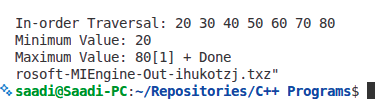 In-order Traversal: 20 30 40 50 60 70 80
Minimum Value: 20
Maximum Value: 80[1] + Done
rosoft-MIEngine-Out-ihukotzj.txz"
saadi@Saadi-PC:~/Repositories/C++ Programs$